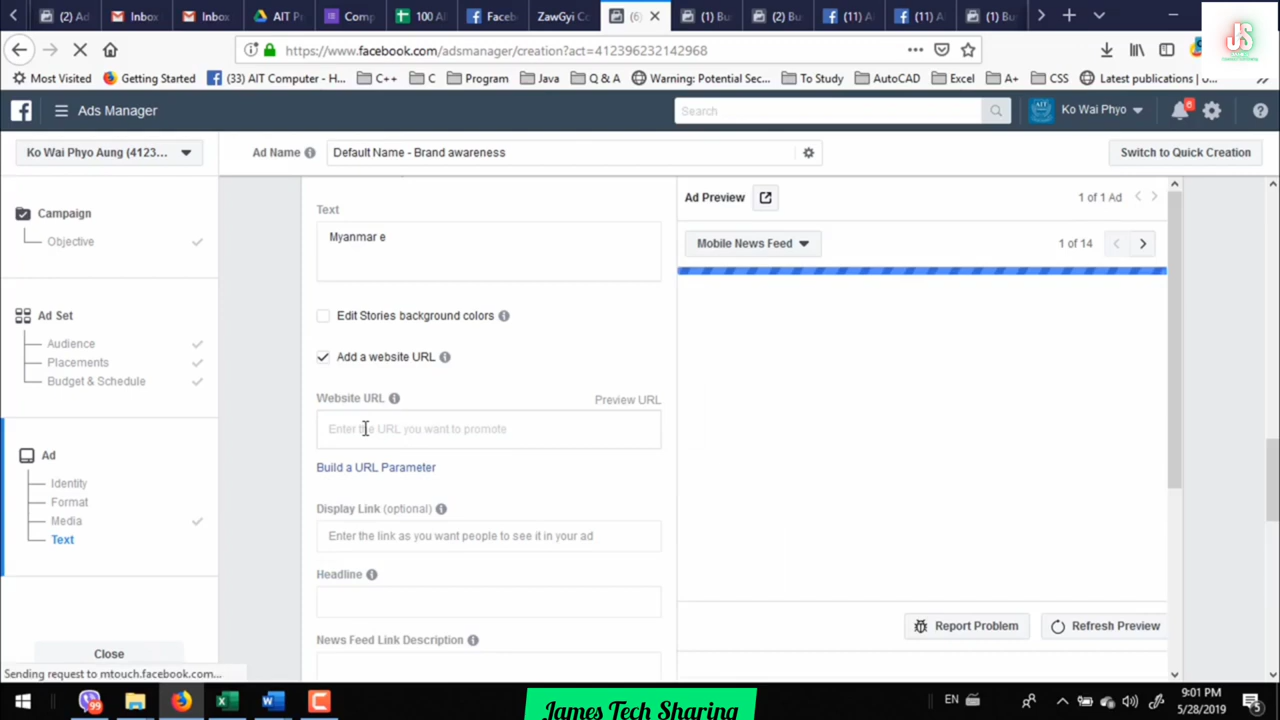 (2) Ad
Inbox
Inbox
AIT P
Comp
100 A
Faceb
ZawGyi Co
(6)
(1) Bu
(2) Bu
(11) A
(11) A
(1) Bu
JS
https://www.facebook.com/adsmanager/creation?act=412396232142968
Most Visited
Getting Started
(33) AIT Computer - H...
C++
C
Program
Java
Q & A
Warning: Potential Sec...
To Study
AutoCAD
Excel
A+
CSS
Latest publications | o...
Ads Manager
Search
Ko Wai Phyo
Ko Wai Phyo Aung (4123...
Ad Name
Default Name - Brand awareness
Switch to Quick Creation
Campaign
Objective
Ad Set
Audience
Placements
Budget & Schedule
Ad
Identity
Format
Media
Text
Close
Text
Myanmar e
Edit Stories background colors
Add a website URL
Website URL
Preview URL
Enter the URL you want to promote
Build a URL Parameter
Display Link (optional)
Enter the link as you want people to see it in your ad
Headline
News Feed Link Description
Ad Preview
1 of 1 Ad
Mobile News Feed
1 of 14
Report Problem
Refresh Preview
Sending request to mtouch.facebook.com...
99
James Tech Sharing
EN
9:01 PM
5/28/2019
5